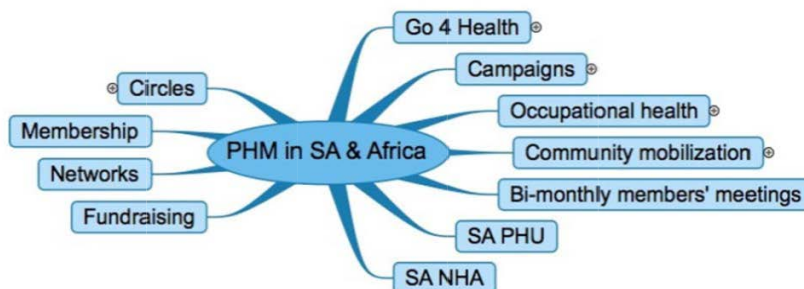 Go 4 Health
Campaigns
Circles
Occupational health
Membership
PHM in SA & Africa
Community mobilization
Networks
Bi-monthly members' meetings
Fundraising
SA PHU
SA NHA